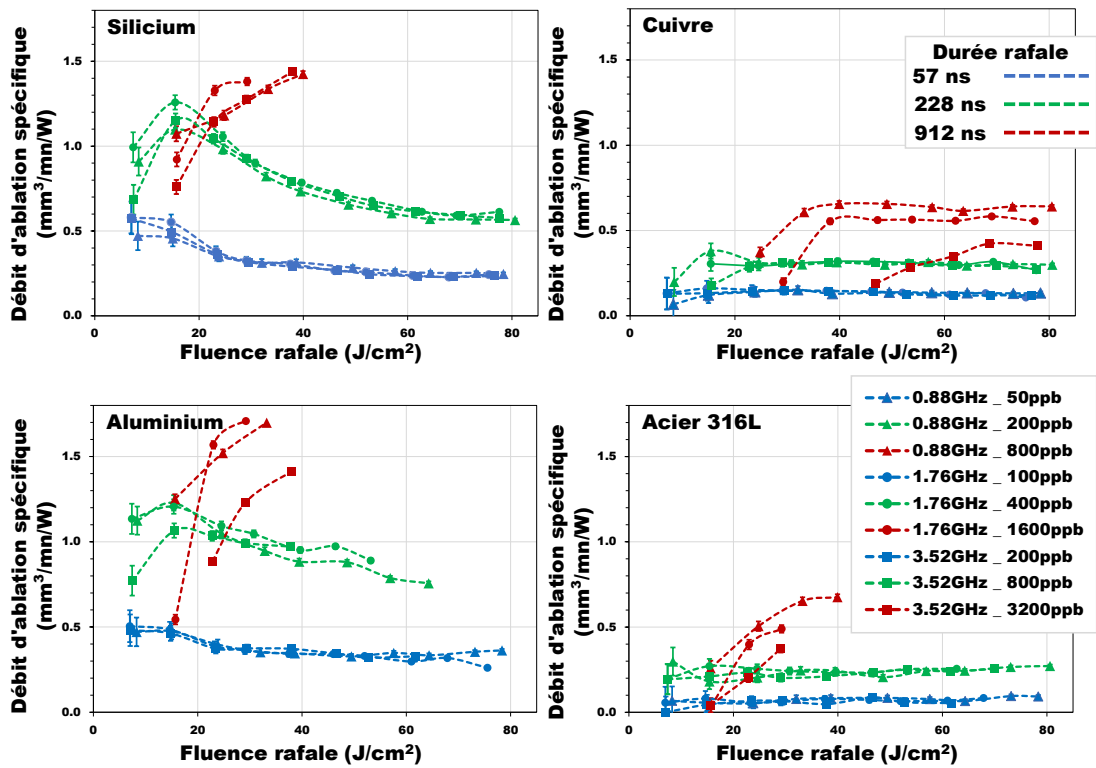 Silicium
Débit d'ablation spécifique
(mm³/mn/W)
1.5
1.0
0.5
0.0
0
20
40
60
80
Fluence rafale (J/cm²)
Cuivre
Durée rafale
57 ns
228 ns
912 ns
Débit d'ablation spécifique
(mm³/mn/W)
1.5
1.0
0.5
0.0
0
20
40
60
80
Fluence rafale (J/cm²)
Aluminium
Débit d'ablation spécifique
(mm³/mn/W)
1.5
1.0
0.5
0.0
0
20
40
60
80
Fluence rafale (J/cm²)
Acier 316L
0.88GHz _ 50ppb
0.88GHz _ 200ppb
0.88GHz _ 800ppb
1.76GHz _ 100ppb
1.76GHz _ 400ppb
1.76GHz _ 1600ppb
3.52GHz _ 200ppb
3.52GHz _ 800ppb
3.52GHz _ 3200ppb
Débit d'ablation spécifique
(mm³/mn/W)
1.5
1.0
0.5
0.0
0
20
40
60
80
Fluence rafale (J/cm²)